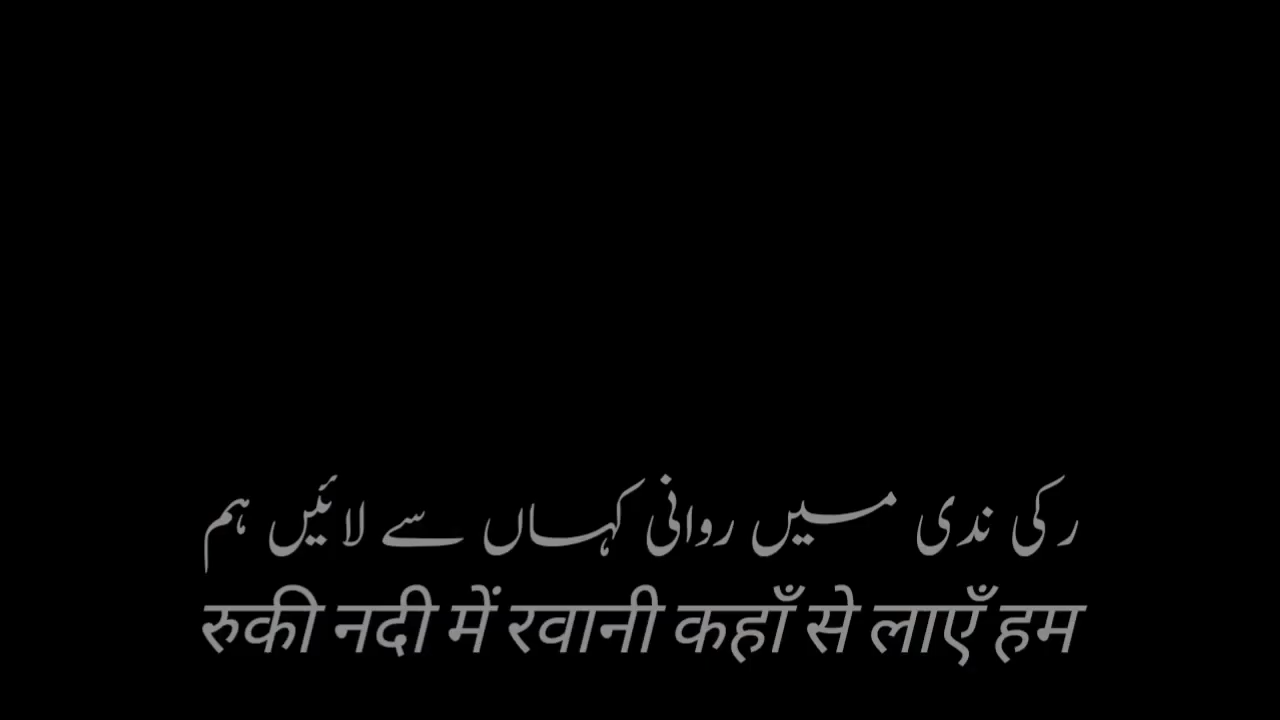 رکی ندی میں روانی کہاں سے لائیں ہم
रुकी नदी में रवानी कहाँ से लाएँ हम